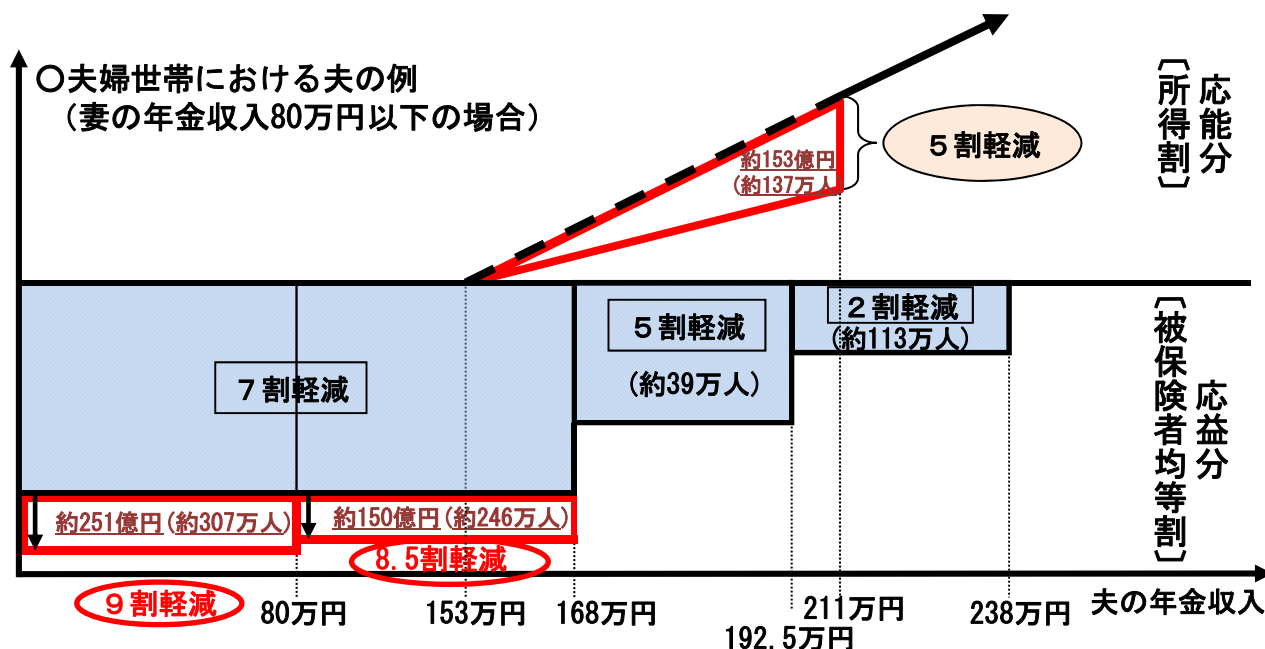 ○夫婦世帯における夫の例
（妻の年金収入80万円以下の場合）
応能分
〔所得割〕
５割軽減
約153億円
(約137万人)
７割軽減
５割軽減
(約39万人)
２割軽減
(約113万人)
応益分
〔被保険者均等割〕
約251億円(約307万人)
約150億円(約246万人)
8.5割軽減
９割軽減
80万円
153万円
168万円
192.5万円
211万円
238万円
夫の年金収入